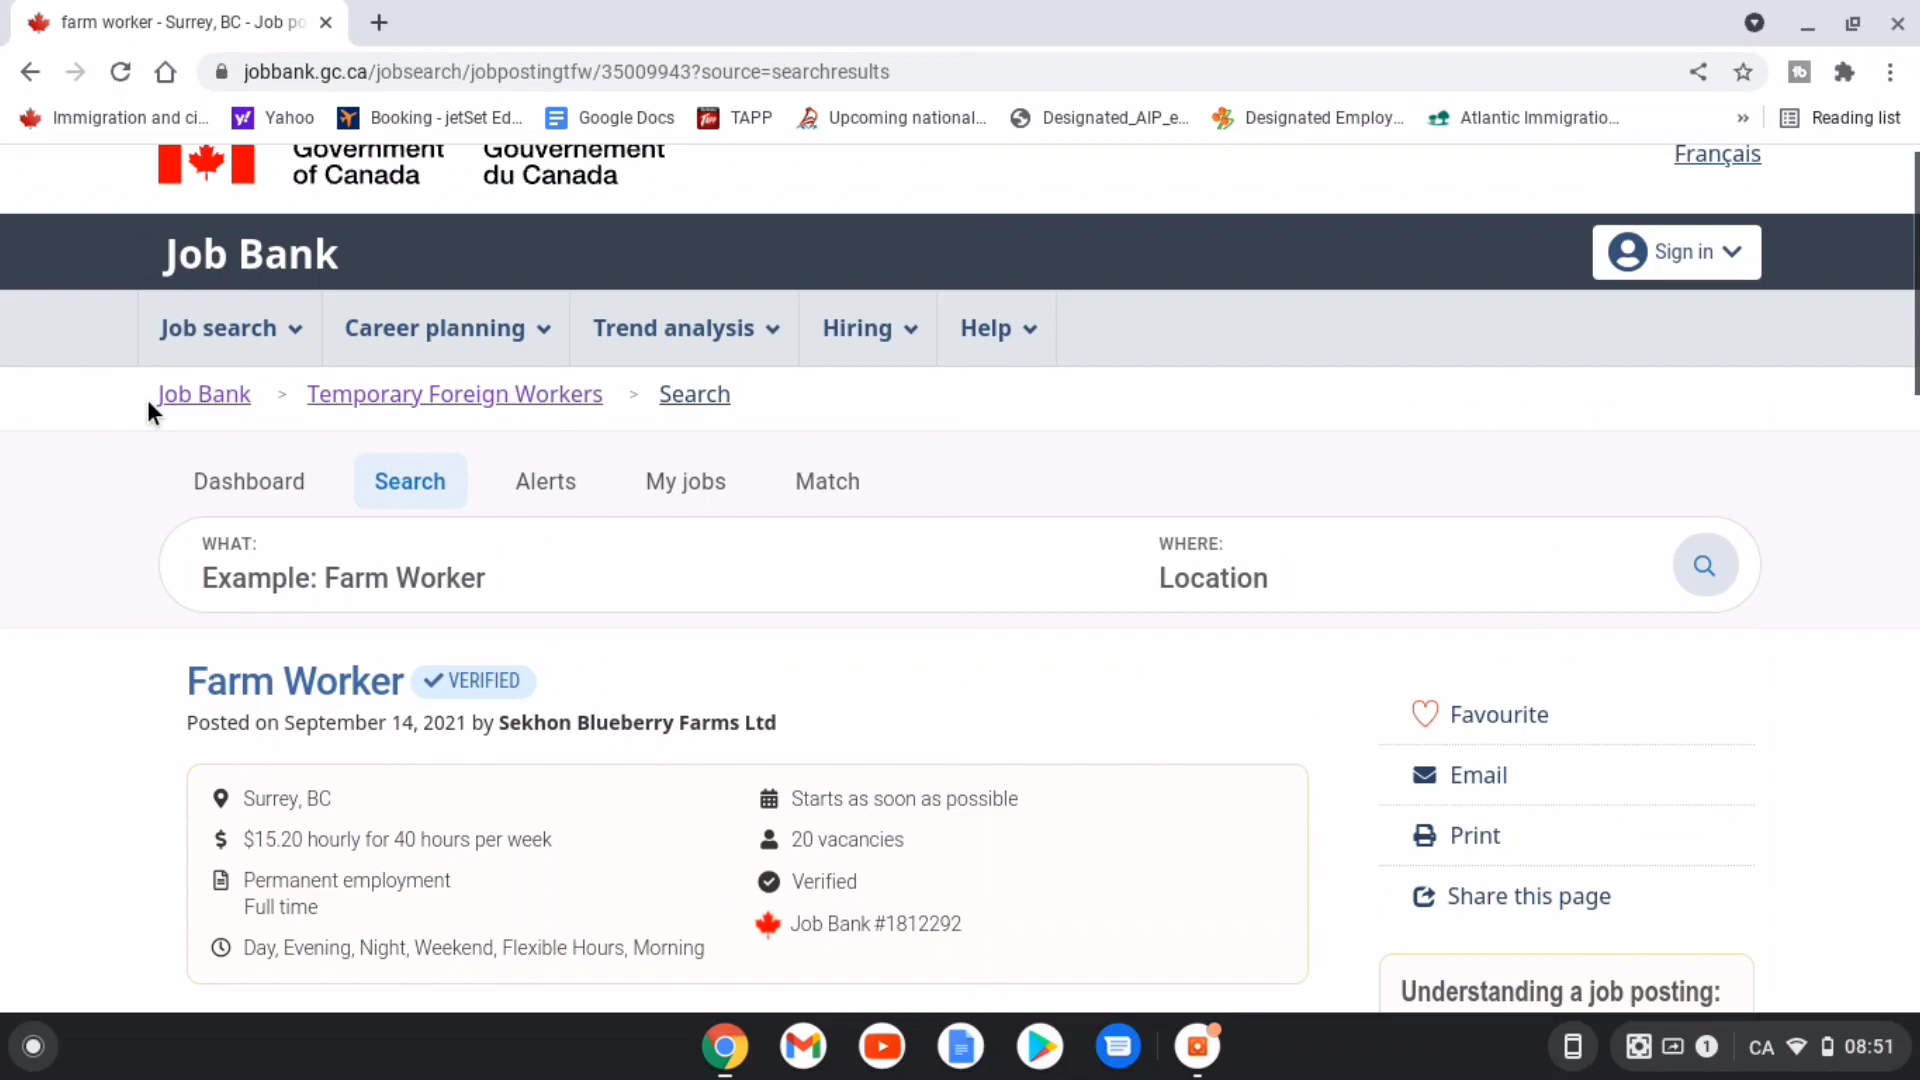 farm worker - Surrey, BC - Job po
jobbank.gc.ca/jobsearch/jobpostingtfw/35009943?source=searchresults
Immigration and ci... Yahoo Booking - jetSet Ed... Google Docs TAPP Upcoming national... Designated_AIP_e... Designated Employ... Atlantic Immigratio... » Reading list
Government of Canada
Gouvernement du Canada
Français
Job Bank
Sign in
Job search Career planning Trend analysis Hiring Help
Job Bank > Temporary Foreign Workers > Search
Dashboard Search Alerts My jobs Match
WHAT:
Example: Farm Worker
WHERE:
Location
Farm Worker VERIFIED
Posted on September 14, 2021 by Sekhon Blueberry Farms Ltd
Surrey, BC
$15.20 hourly for 40 hours per week
Permanent employment
Full time
Day, Evening, Night, Weekend, Flexible Hours, Morning
Starts as soon as possible
20 vacancies
Verified
Job Bank #1812292
Favourite
Email
Print
Share this page
Understanding a job posting:
1 CA 08:51